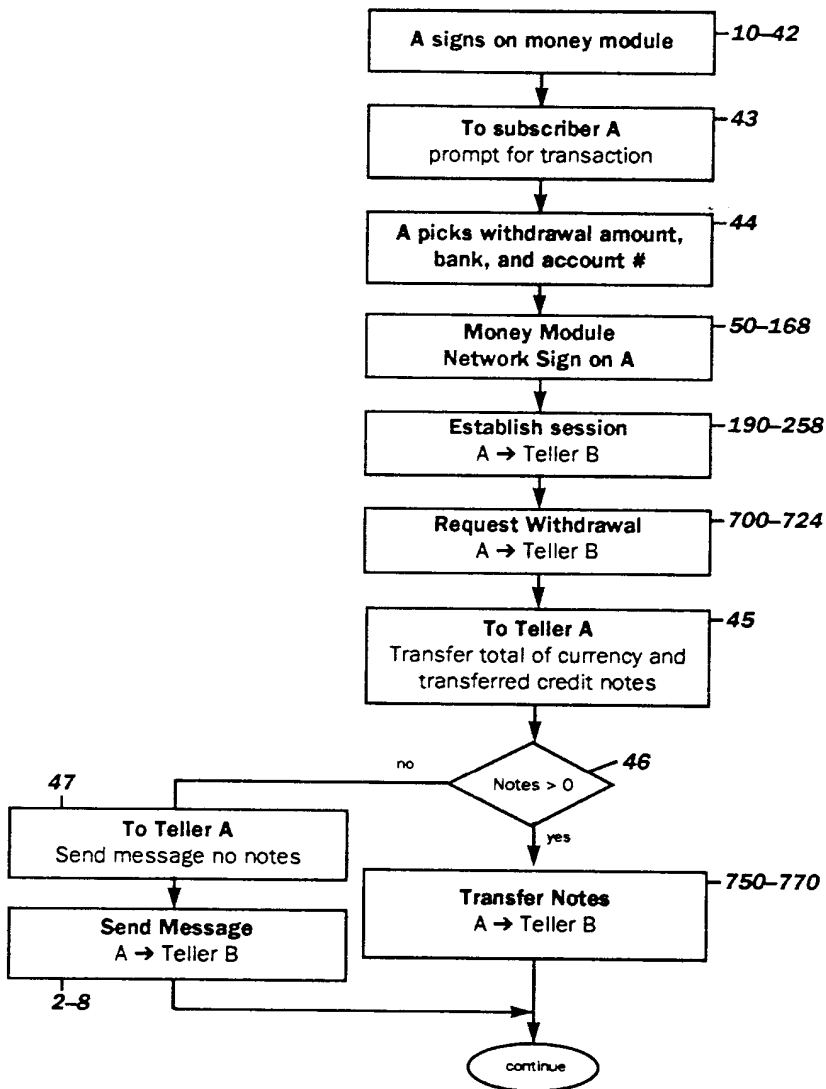 A signs on money module
10–42
To subscriber A
prompt for transaction
43
A picks withdrawal amount,
bank, and account #
44
Money Module
Network Sign on A
50–168
Establish session
A → Teller B
190–258
Request Withdrawal
A → Teller B
700–724
To Teller A
Transfer total of currency and
transferred credit notes
45
Notes > 0
46
no
yes
47
To Teller A
Send message no notes
Send Message
A → Teller B
2–8
Transfer Notes
A → Teller B
750–770
continue